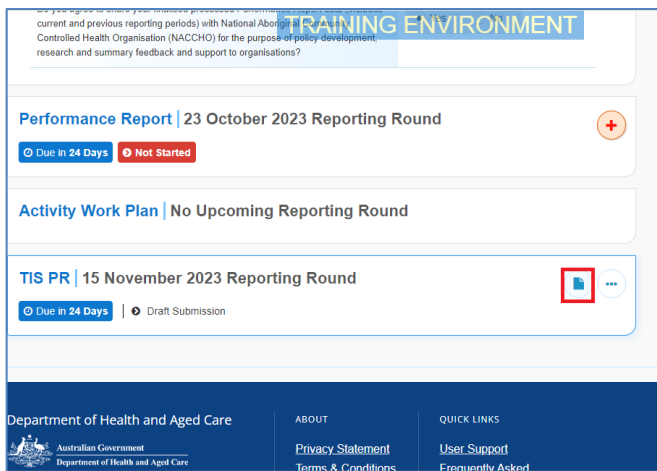 Do you agree to share your finalised processed Performance Report data (includes
current and previous reporting periods) with National Aboriginal Community
Controlled Health Organisation (NACCHO) for the purpose of policy development,
research and summary feedback and support to organisations?
Yes No
TRAINING ENVIRONMENT
Performance Report | 23 October 2023 Reporting Round
Due in 24 Days Not Started
Activity Work Plan | No Upcoming Reporting Round
TIS PR | 15 November 2023 Reporting Round
Due in 24 Days | Draft Submission
Department of Health and Aged Care
Australian Government
Department of Health and Aged Care
ABOUT
Privacy Statement
Terms & Conditions
QUICK LINKS
User Support
Frequently Asked